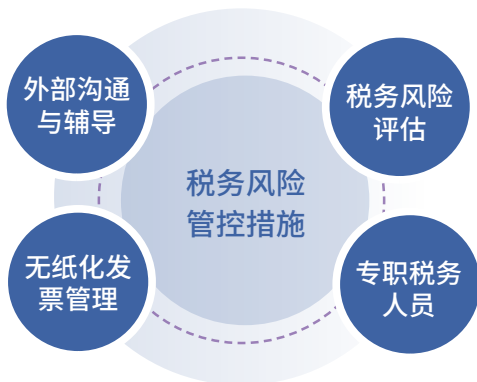 外部沟通
与辅导
税务风险
评估
税务风险
管控措施
无纸化发
票管理
专职税务
人员